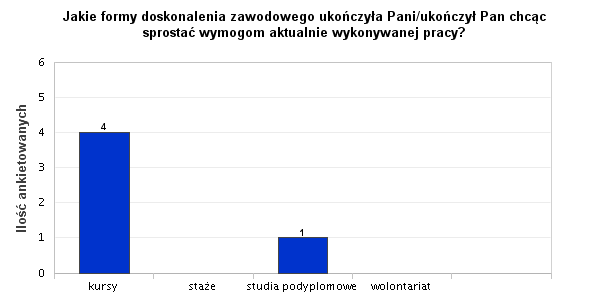 Jakie formy doskonalenia zawodowego ukończyła Pani/ukończył Pan chcąc
sprostać wymogom aktualnie wykonywanej pracy?
Ilość ankietowanych
6
5
4
3
2
1
0
4
1
kursy
staże
studia podyplomowe
wolontariat